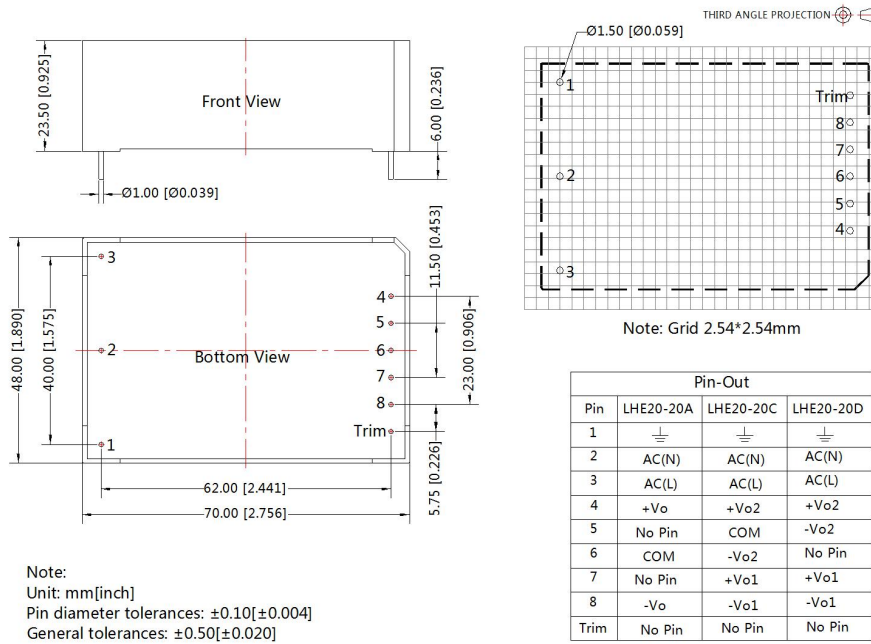 THIRD ANGLE PROJECTION
Ø1.50 [Ø0.059]
23.50 [0.925]
Front View
6.00 [0.236]
Ø1.00 [Ø0.039]
1
Trim
8
7
2
6
5
4
3
Note: Grid 2.54*2.54mm
48.00 [1.890]
40.00 [1.575]
3
2
1
Bottom View
4
5
6
7
8
Trim
11.50 [0.453]
23.00 [0.906]
5.75 [0.226]
62.00 [2.441]
70.00 [2.756]
Pin-Out
Pin LHE20-20A LHE20-20C LHE20-20D
1
2 AC(N) AC(N) AC(N)
3 AC(L) AC(L) AC(L)
4 +Vo +Vo2 +Vo2
5 No Pin COM -Vo2
6 COM -Vo2 No Pin
7 No Pin +Vo1 +Vo1
8 -Vo -Vo1 -Vo1
Trim No Pin No Pin No Pin
Note:
Unit: mm[inch]
Pin diameter tolerances: ±0.10[±0.004]
General tolerances: ±0.50[±0.020]